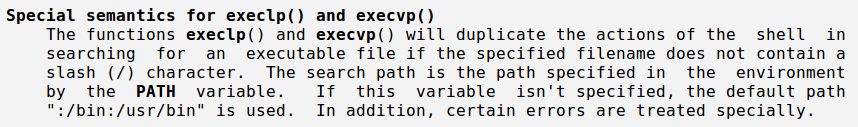 Special semantics for execlp() and execvp()
The functions execlp() and execvp() will duplicate the actions of the shell in
searching for an executable file if the specified filename does not contain a
slash (/) character. The search path is the path specified in the environment
by the PATH variable. If this variable isn't specified, the default path
":/bin:/usr/bin" is used. In addition, certain errors are treated specially.